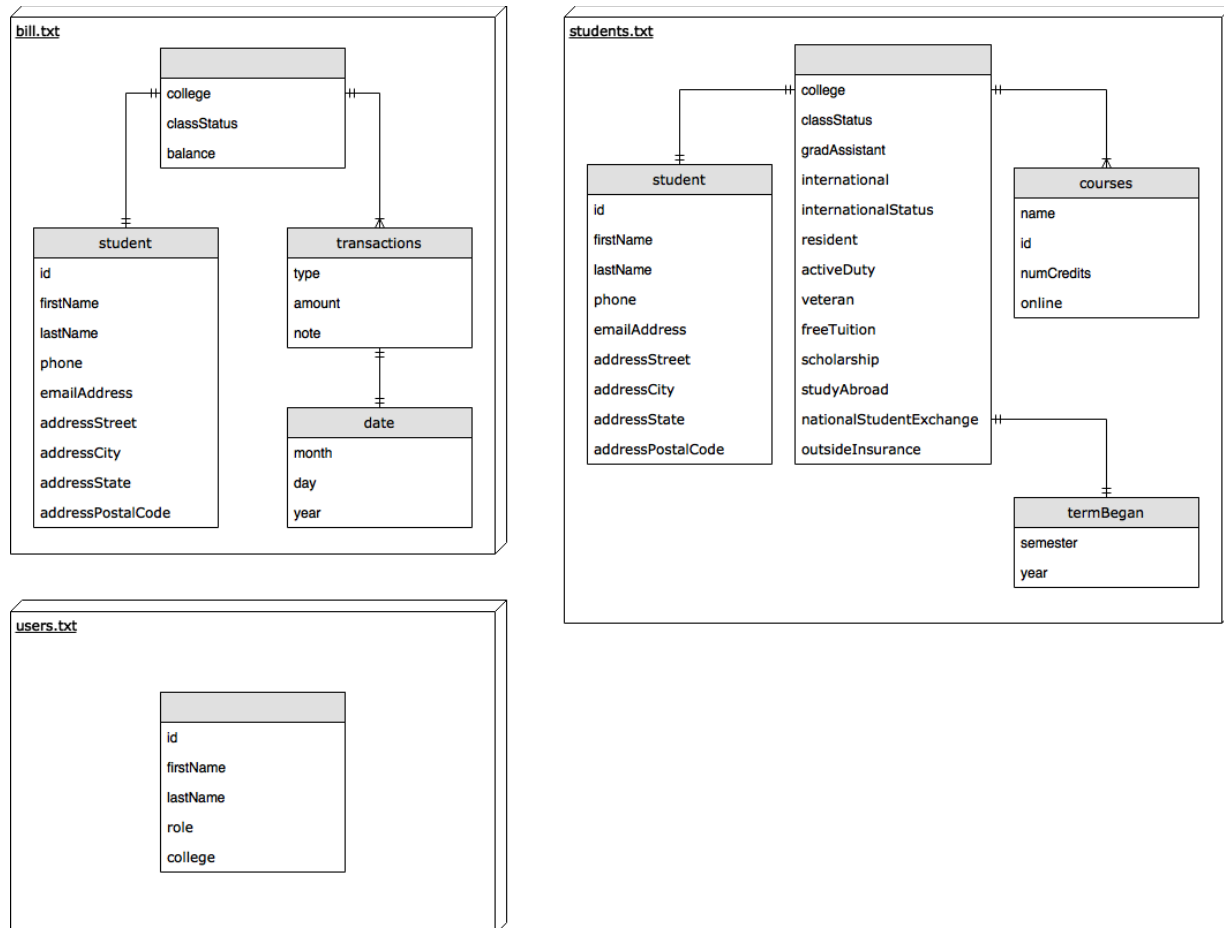 bill.txt
college
classStatus
balance
student
id
firstName
lastName
phone
emailAddress
addressStreet
addressCity
addressState
addressPostalCode
transactions
type
amount
note
date
month
day
year
students.txt
college
classStatus
gradAssistant
international
internationalStatus
resident
activeDuty
veteran
freeTuition
scholarship
studyAbroad
nationalStudentExchange
outsideInsurance
student
id
firstName
lastName
phone
emailAddress
addressStreet
addressCity
addressState
addressPostalCode
courses
name
id
numCredits
online
termBegan
semester
year
users.txt
id
firstName
lastName
role
college